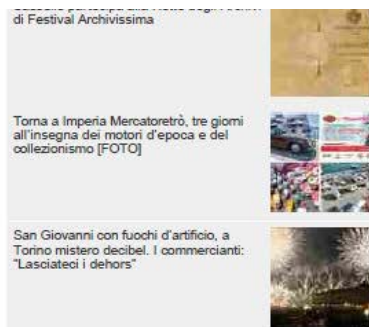 di Festival Archivissima
Torna a Imperia Mercatoretrò, tre giorni
all'insegna dei motori d'epoca e del
collezionismo [FOTO]
San Giovanni con fuochi d'artificio, a
Torino mistero decibel. I commercianti:
"Lasciateci i dehors"